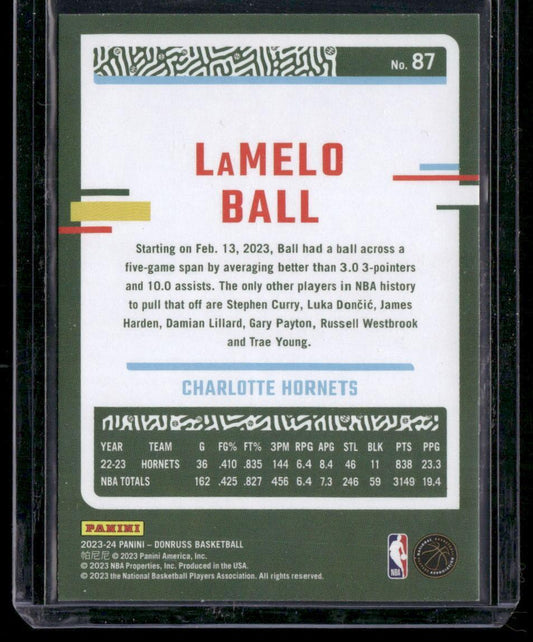 No. 87
LAMELO
BALL
Starting on Feb. 13, 2023, Ball had a ball across a
five-game span by averaging better than 3.0 3-pointers
and 10.0 assists. The only other players in NBA history
to pull that off are Stephen Curry, Luka Dončić, James
Harden, Damian Lillard, Gary Payton, Russell Westbrook
and Trae Young.
CHARLOTTE HORNETS
YEAR TEAM G FG% FT% 3PM RPG APG STL BLK PTS PPG
22-23 HORNETS 36 .410 .835 144 6.4 8.4 46 11 838 23.3
NBA TOTALS 162 .425 .827 456 6.4 7.3 246 59 3149 19.4
PANINI
2023-24 PANINI – DONRUSS BASKETBALL
帕尼尼 © 2023 Panini America, Inc.
© 2023 NBA Properties, Inc. Produced in the USA.
© 2023 the National Basketball Players Association. All rights reserved.
NBA
NATIONAL BASKETBALL PLAYERS ASSOCIATION